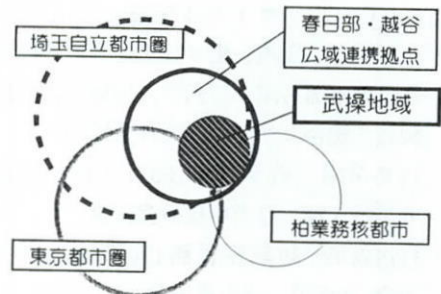 埼玉自立都市圏
春日部・越谷
広域連携拠点
武操地域
柏業務核都市
東京都市圏